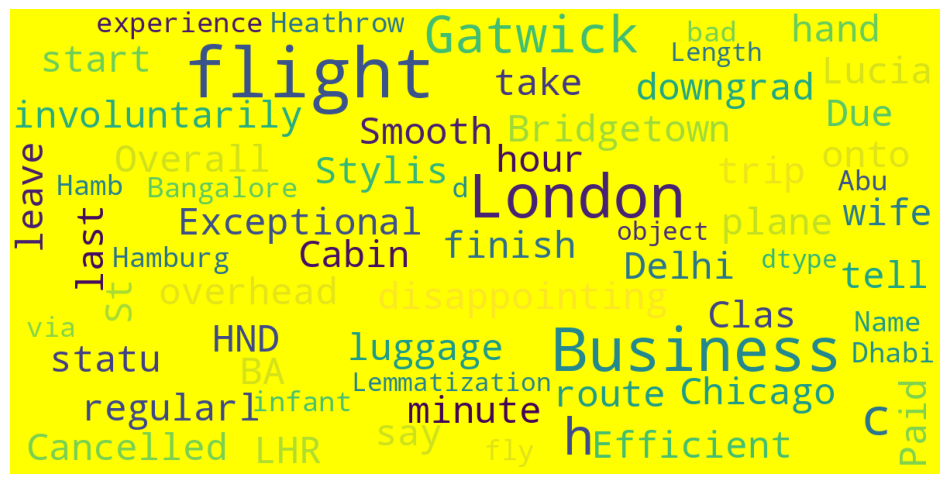 experience Heathrow Gatwick bad hand
start flight take Length Lucia
involuntarily Smooth Bridgetown downgrad Due
leave Overall Stylis hour trip onto
Hamb Bangalore d London Abu
last Exceptional Cabin finish object plane wife
Hamburg Delhi dtype tell
St overhead disappointing Clas Name
via statu HND luggage Business Dhabi
BA Lemmatization route Chicago
regularl infant minute h c Paid
Cancelled LHR say fly Efficient